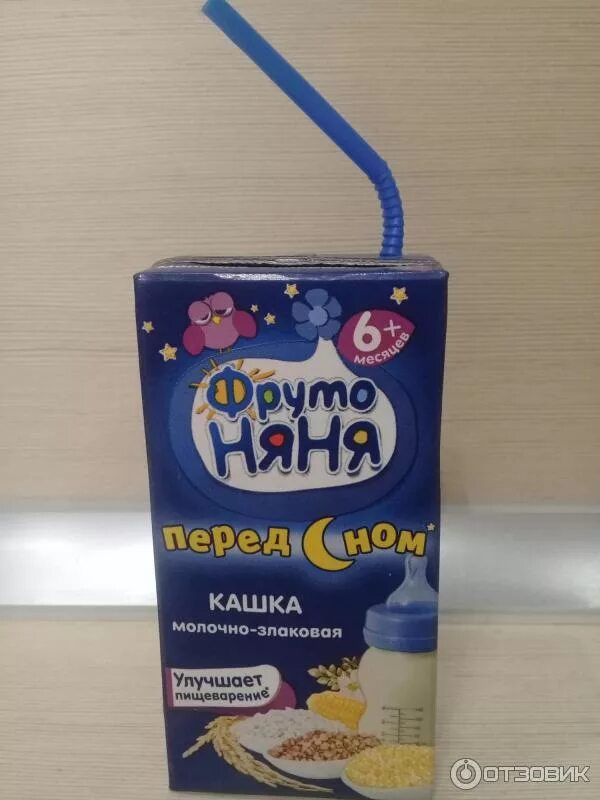 6+
месяцев
Фруто
НЯНЯ
перед Сном*
КАШКА
молочно-злаковая
Улучшает
пищеварение*
ОТЗОВИК